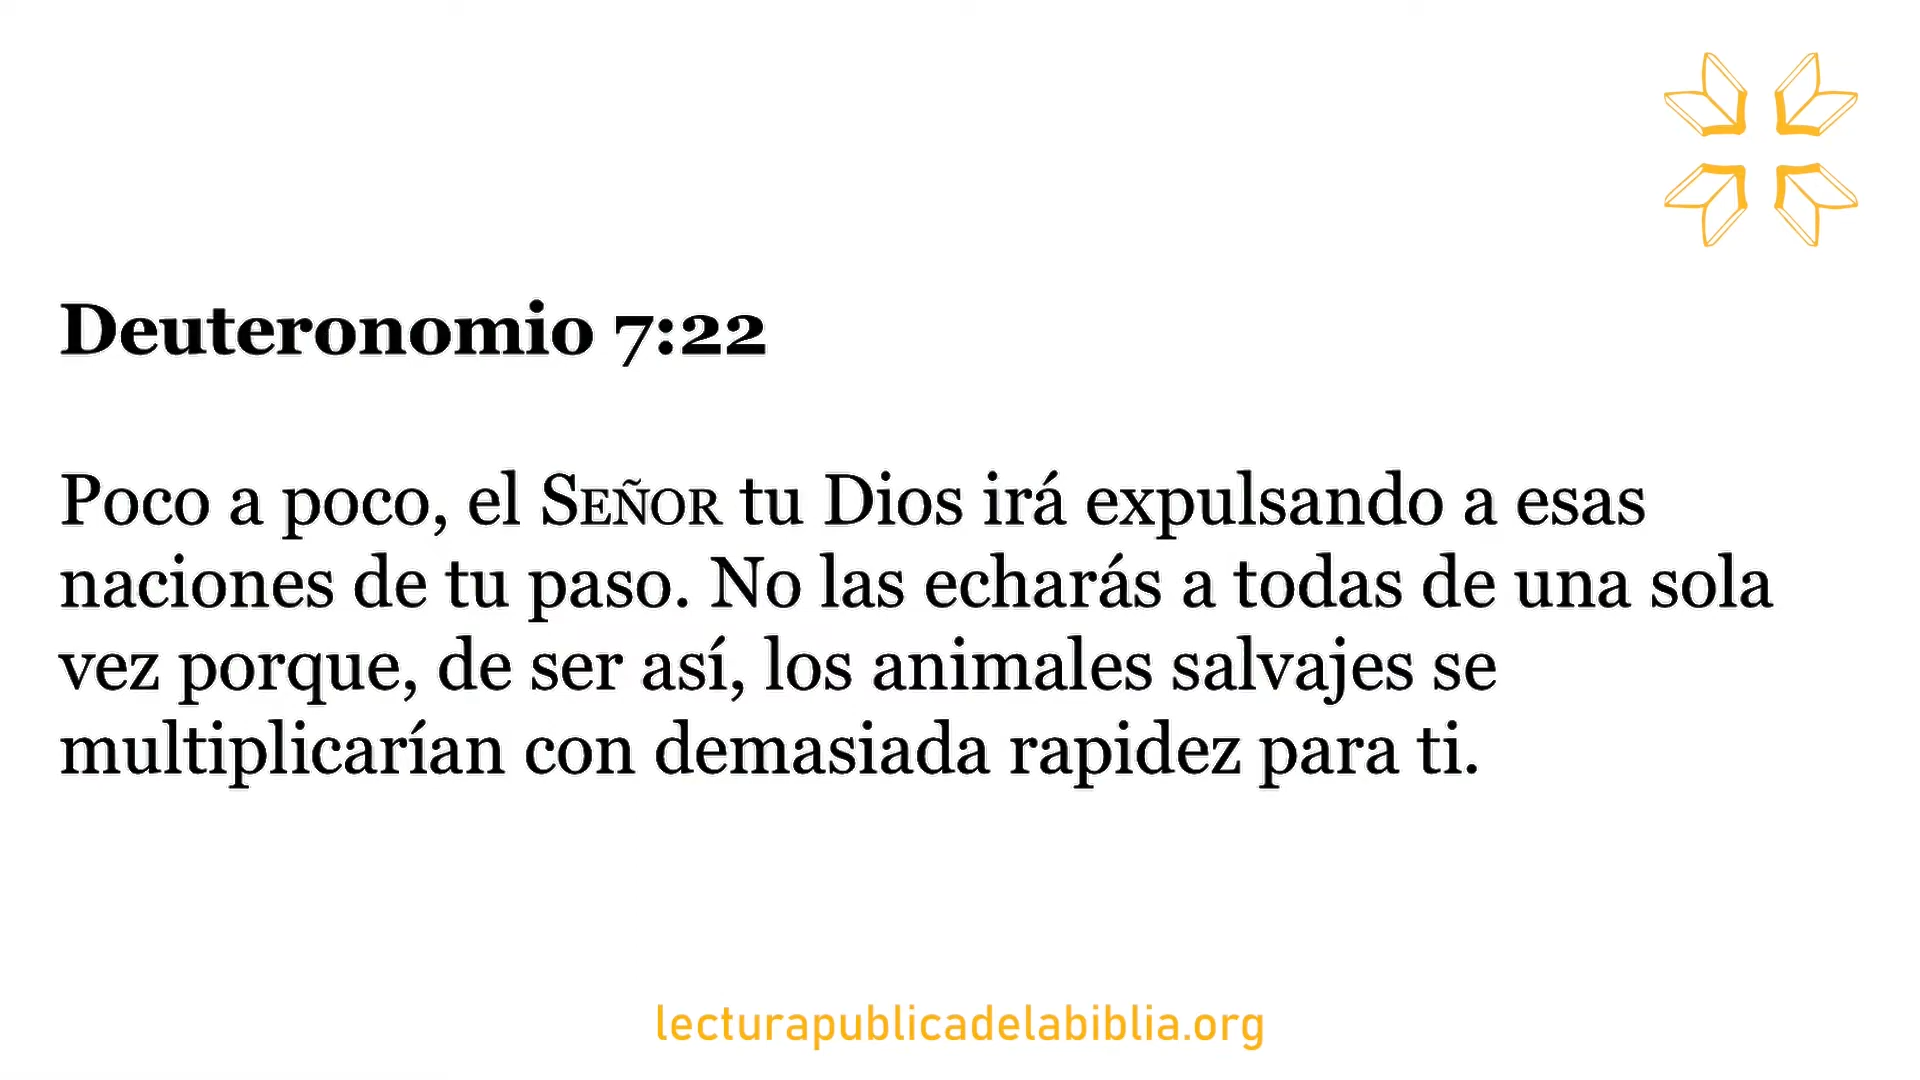 Deuteronomio 7:22
Poco a poco, el SEÑOR tu Dios irá expulsando a esas
naciones de tu paso. No las echarás a todas de una sola
vez porque, de ser así, los animales salvajes se
multiplicarían con demasiada rapidez para ti.
lecturapublicadelabiblia.org